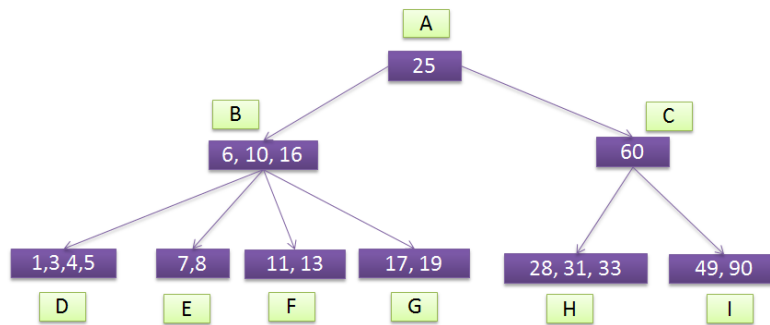 A
25
B
C
6, 10, 16
60
1,3,4,5
7,8
11, 13
17, 19
28, 31, 33
49, 90
D
E
F
G
H
I